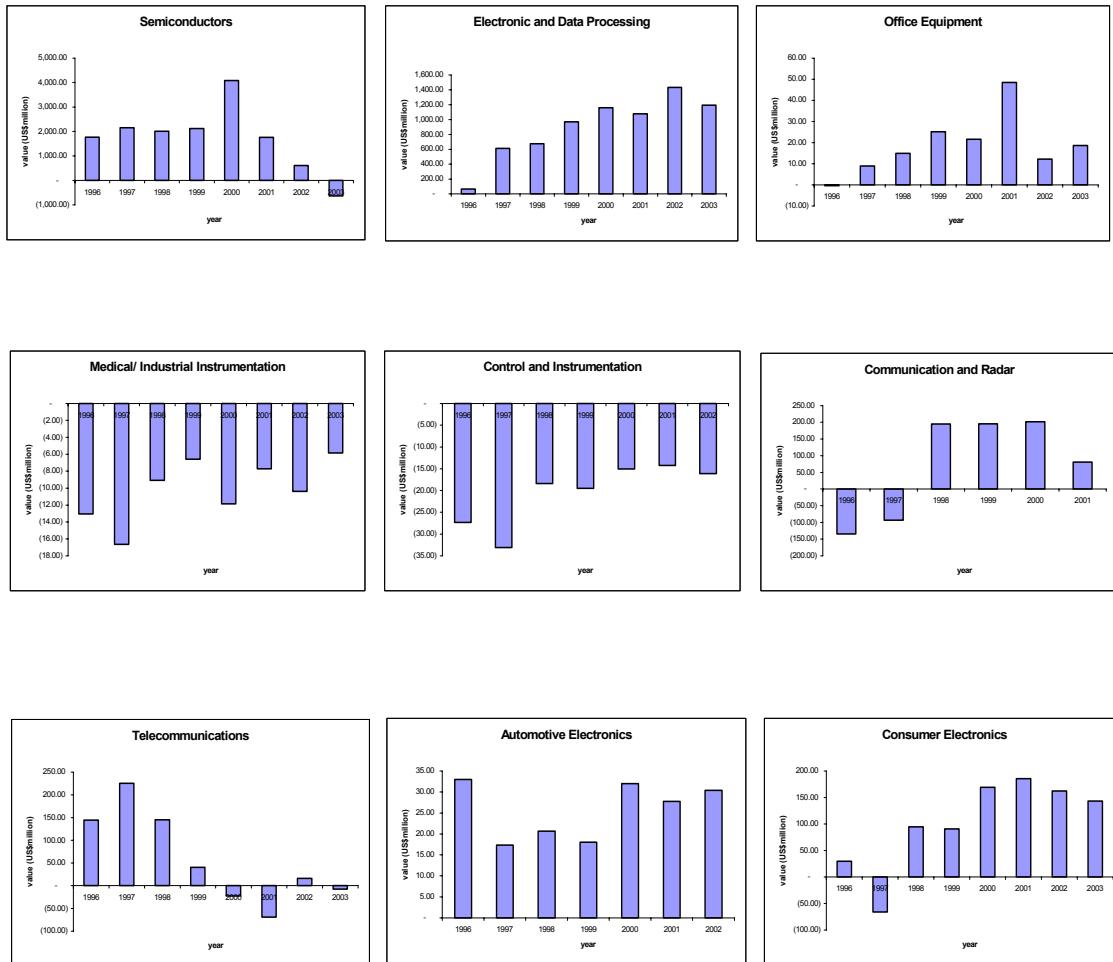 Semiconductors
value (US$million)
5,000.00
4,000.00
3,000.00
2,000.00
1,000.00
-
(1,000.00)
1996 1997 1998 1999 2000 2001 2002 2003
year
Electronic and Data Processing
value (US$million)
1,600.00
1,400.00
1,200.00
1,000.00
800.00
600.00
400.00
200.00
-
1996 1997 1998 1999 2000 2001 2002 2003
year
Office Equipment
value (US$million)
60.00
50.00
40.00
30.00
20.00
10.00
-
(10.00)
1996 1997 1998 1999 2000 2001 2002 2003
year
Medical/ Industrial Instrumentation
value (US$million)
-
(2.00)
(4.00)
(6.00)
(8.00)
(10.00)
(12.00)
(14.00)
(16.00)
(18.00)
1996 1997 1998 1999 2000 2001 2002 2003
year
Control and Instrumentation
value (US$million)
-
(5.00)
(10.00)
(15.00)
(20.00)
(25.00)
(30.00)
(35.00)
1996 1997 1998 1999 2000 2001 2002
year
Communication and Radar
value (US$million)
250.00
200.00
150.00
100.00
50.00
-
(50.00)
(100.00)
(150.00)
(200.00)
1996 1997 1998 1999 2000 2001
year
Telecommunications
value (US$million)
250.00
200.00
150.00
100.00
50.00
-
(50.00)
(100.00)
1996 1997 1998 1999 2000 2001 2002 2003
year
Automotive Electronics
value (US$million)
35.00
30.00
25.00
20.00
15.00
10.00
5.00
-
1996 1997 1998 1999 2000 2001 2002
year
Consumer Electronics
value (US$million)
200.00
150.00
100.00
50.00
-
(50.00)
(100.00)
1996 1997 1998 1999 2000 2001 2002 2003
year